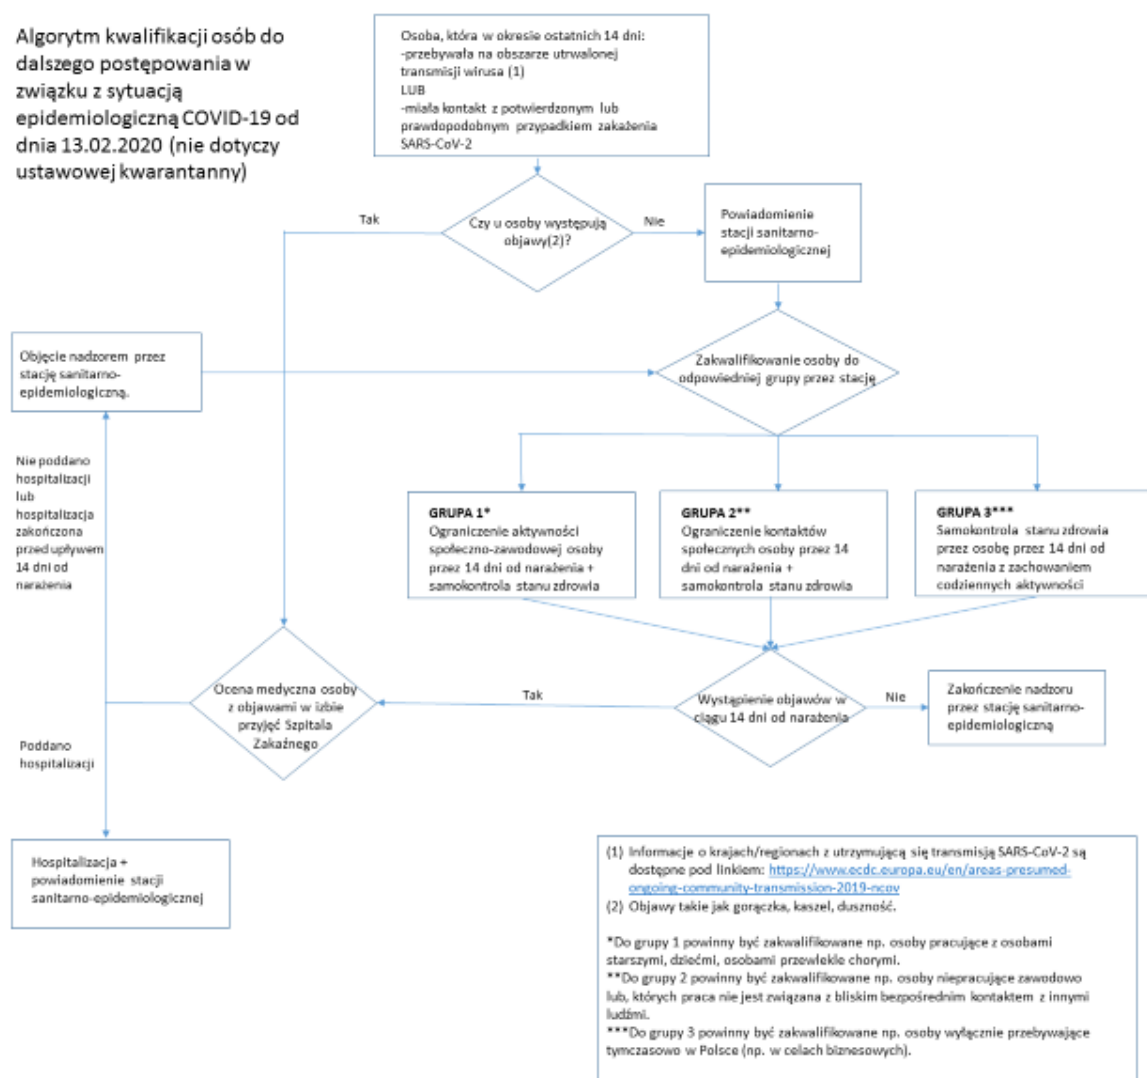 Algorytm kwalifikacji osób do
dalszego postępowania w
związku z sytuacją
epidemiologiczną COVID-19 od
dnia 13.02.2020 (nie dotyczy
ustawowej kwarantanny)
Osoba, która w okresie ostatnich 14 dni:
-przebywała na obszarze utrwalonej
transmisji wirusa (1)
LUB
-miała kontakt z potwierdzonym lub
prawdopodobnym przypadkiem zakażenia
SARS-CoV-2
Tak
Czy u osoby występują
objawy(2)?
Nie
Powiadomienie
stacji sanitarno-
epidemiologicznej
Objęcie nadzorem przez
stację sanitarno-
epidemiologiczną.
Zakwalifikowanie osoby do
odpowiedniej grupy przez stację
Nie poddano
hospitalizacji
lub
hospitalizacja
zakończona
przed upływem
14 dni od
narażenia
GRUPA 1*
Ograniczenie aktywności
społeczno-zawodowej osoby
przez 14 dni od narażenia +
samokontrola stanu zdrowia
GRUPA 2**
Ograniczenie kontaktów
społecznych osoby przez 14
dni od narażenia +
samokontrola stanu zdrowia
GRUPA 3***
Samokontrola stanu zdrowia
przez osobę przez 14 dni od
narażenia z zachowaniem
codziennych aktywności
Ocena medyczna osoby
z objawami w izbie
przyjęć Szpitala
Zakaźnego
Tak
Wystąpienie objawów w
ciągu 14 dni od narażenia
Nie
Zakończenie nadzoru
przez stację sanitarno-
epidemiologiczną
Poddano
hospitalizacji
Hospitalizacja +
powiadomienie stacji
sanitarno-epidemiologicznej
(1) Informacje o krajach/regionach z utrzymującą się transmisją SARS-CoV-2 są
dostępne pod linkiem: https://www.ecdc.europa.eu/en/areas-presumed-
ongoing-community-transmission-2019-ncov
(2) Objawy takie jak gorączka, kaszel, duszność.
*Do grupy 1 powinny być zakwalifikowane np. osoby pracujące z osobami
starszymi, dziećmi, osobami przewlekle chorymi.
**Do grupy 2 powinny być zakwalifikowane np. osoby niepracujące zawodowo
lub, których praca nie jest związana z bliskim bezpośrednim kontaktem z innymi
ludźmi.
***Do grupy 3 powinny być zakwalifikowane np. osoby wyłącznie przebywające
tymczasowo w Polsce (np. w celach biznesowych).